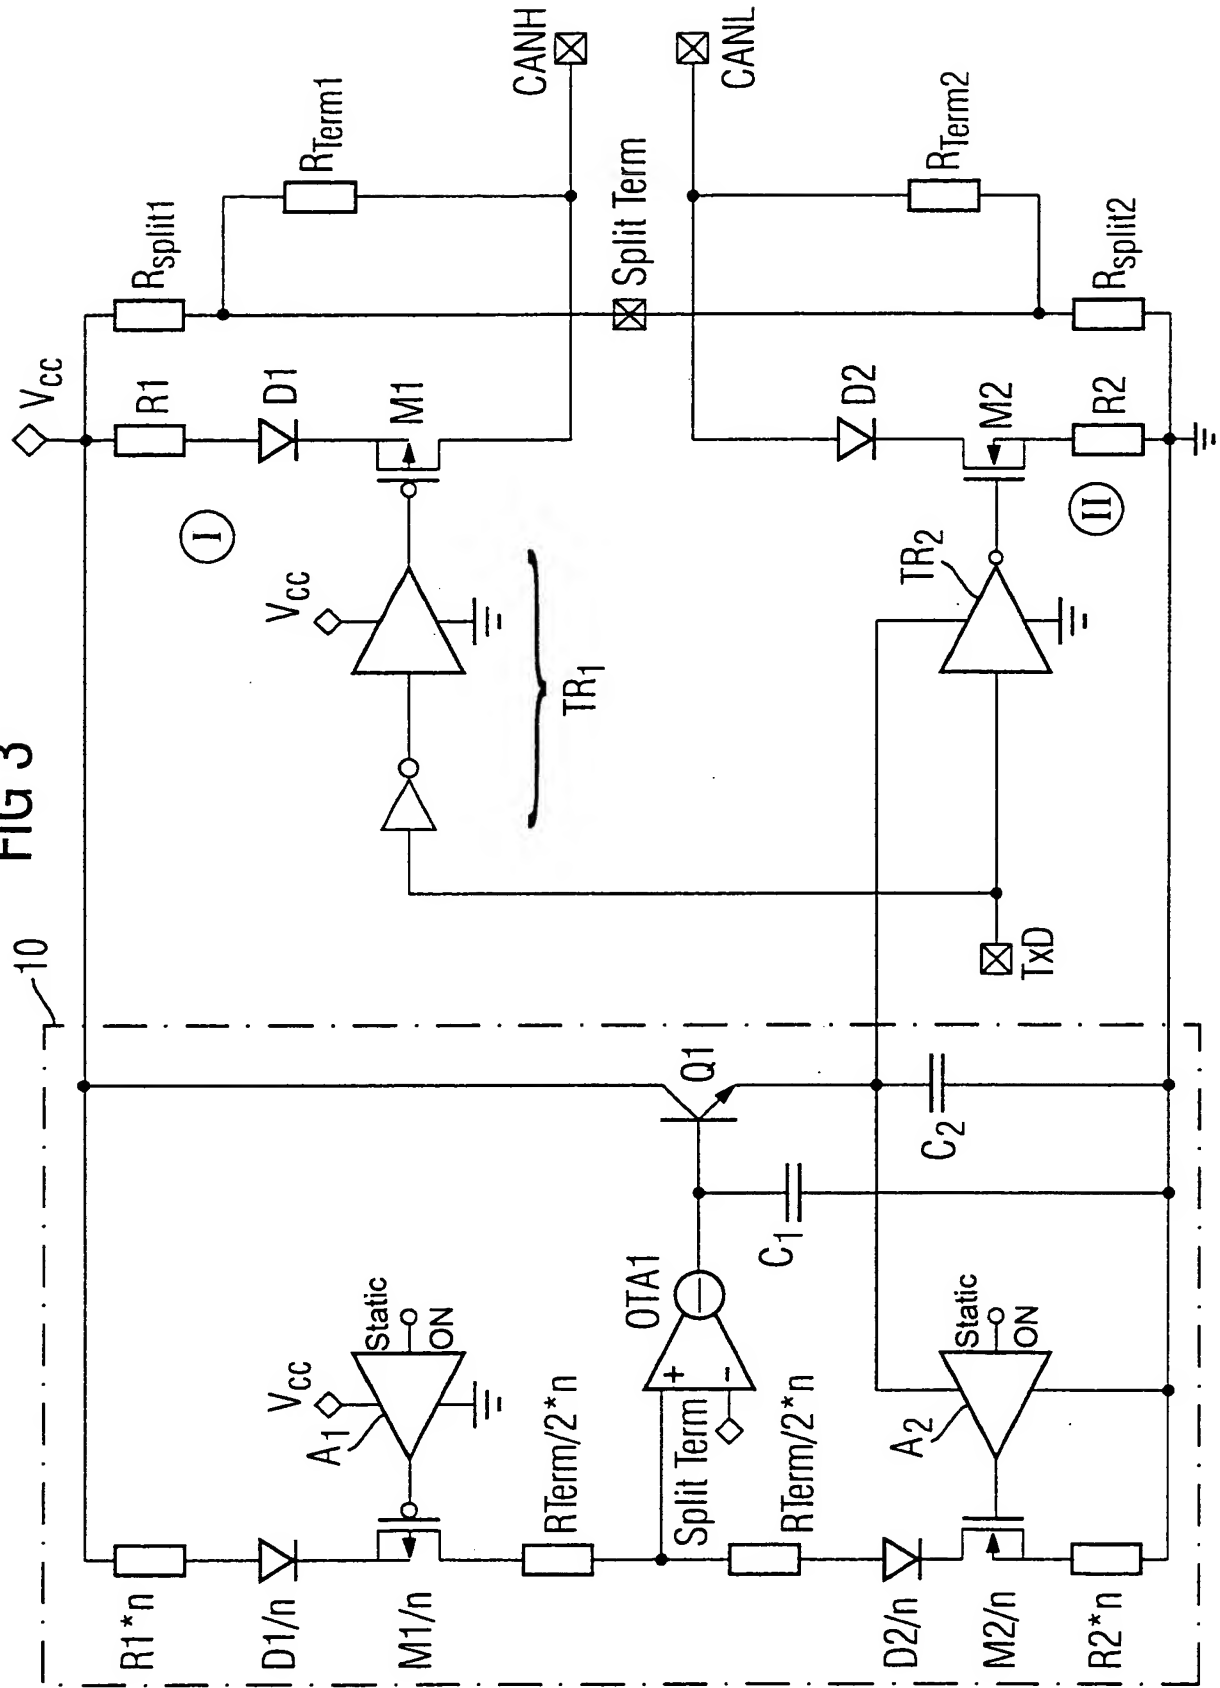 FIG 3
10
Vcc
R1
D1
M1
I
Rsplit1
RTerm1
CANH
Split Term
CANL
RTerm2
Rsplit2
D2
M2
R2
II
Vcc
TR1
TR2
TxD
Q1
C2
C1
OTA1
+
-
Split Term
Static
ON
Vcc
A1
Static
ON
A2
R1*n
D1/n
M1/n
RTerm/2*n
RTerm/2*n
D2/n
M2/n
R2*n